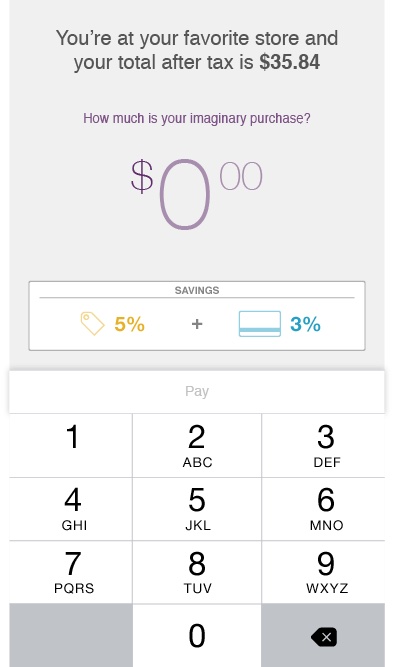 You’re at your favorite store and
your total after tax is $35.84
How much is your imaginary purchase?
$0 00
SAVINGS
5% + 3%
Pay
1 2 3
ABC DEF
4 5 6
GHI JKL MNO
7 8 9
PQRS TUV WXYZ
0